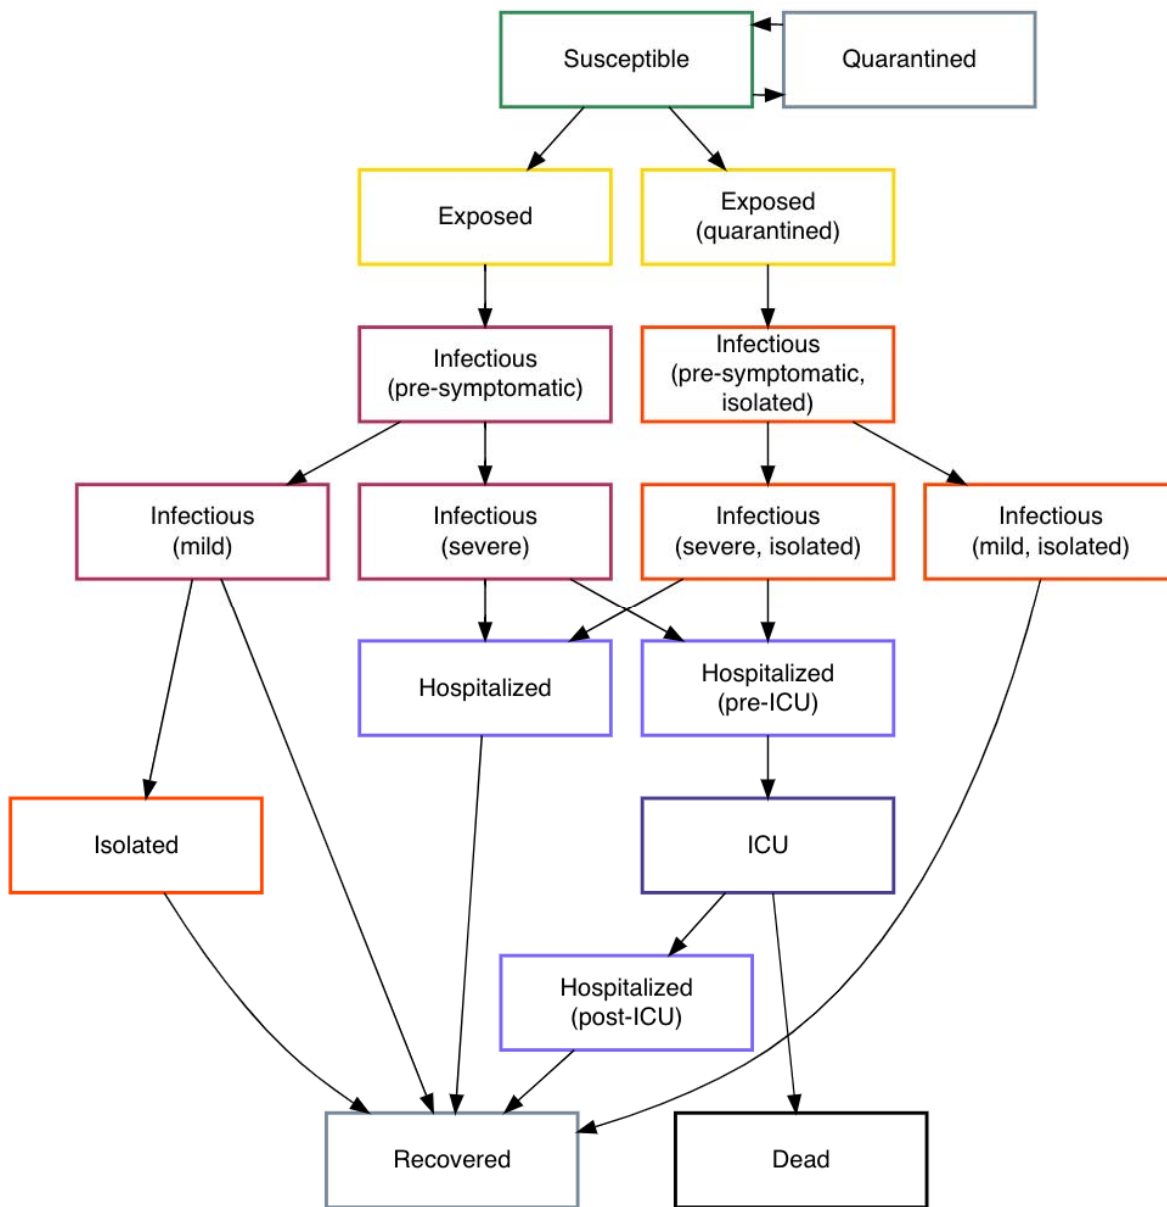 Susceptible
Quarantined
Exposed
Exposed
(quarantined)
Infectious
(pre-symptomatic)
Infectious
(pre-symptomatic,
isolated)
Infectious
(mild)
Infectious
(severe)
Infectious
(severe, isolated)
Infectious
(mild, isolated)
Hospitalized
Hospitalized
(pre-ICU)
Isolated
ICU
Hospitalized
(post-ICU)
Recovered
Dead